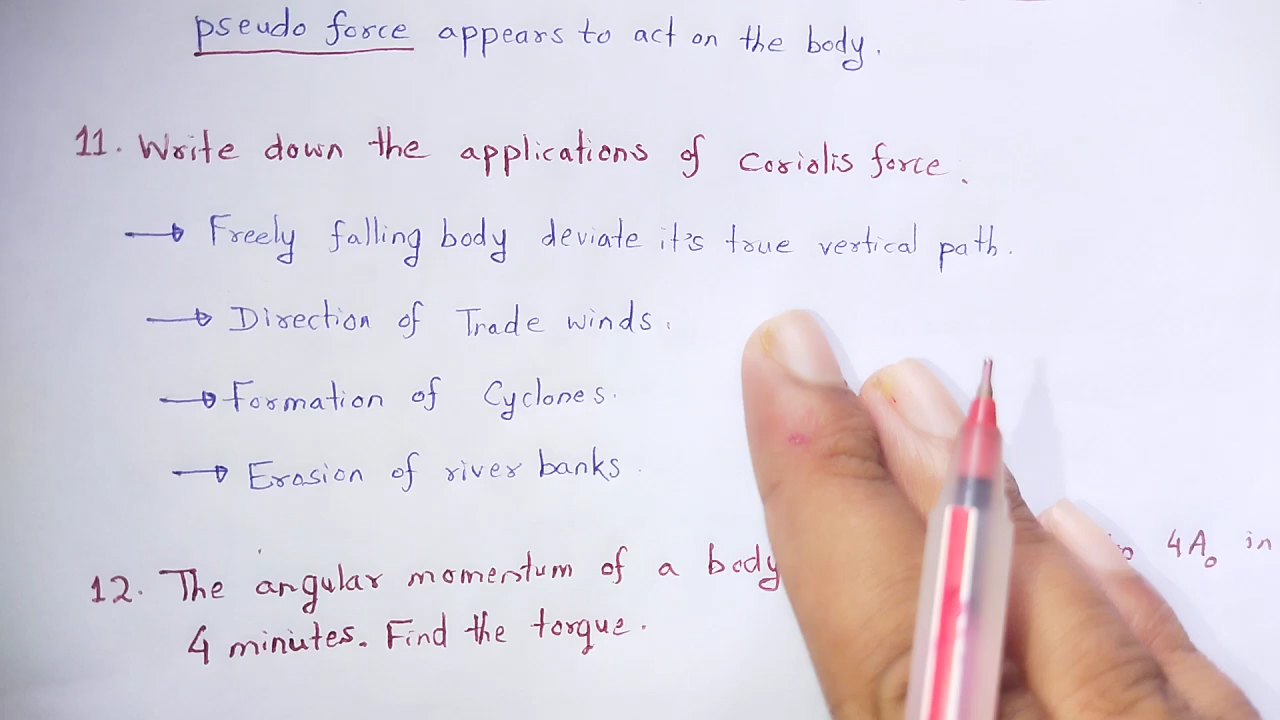 pseudo force appears to act on the body.
11. Write down the applications of Coriolis force.
→ Freely falling body deviate it's true vertical path.
→ Direction of Trade winds.
→ Formation of Cyclones.
→ Erosion of river banks.
12. The angular momentum of a body 4A₀ in
4 minutes. Find the torque.